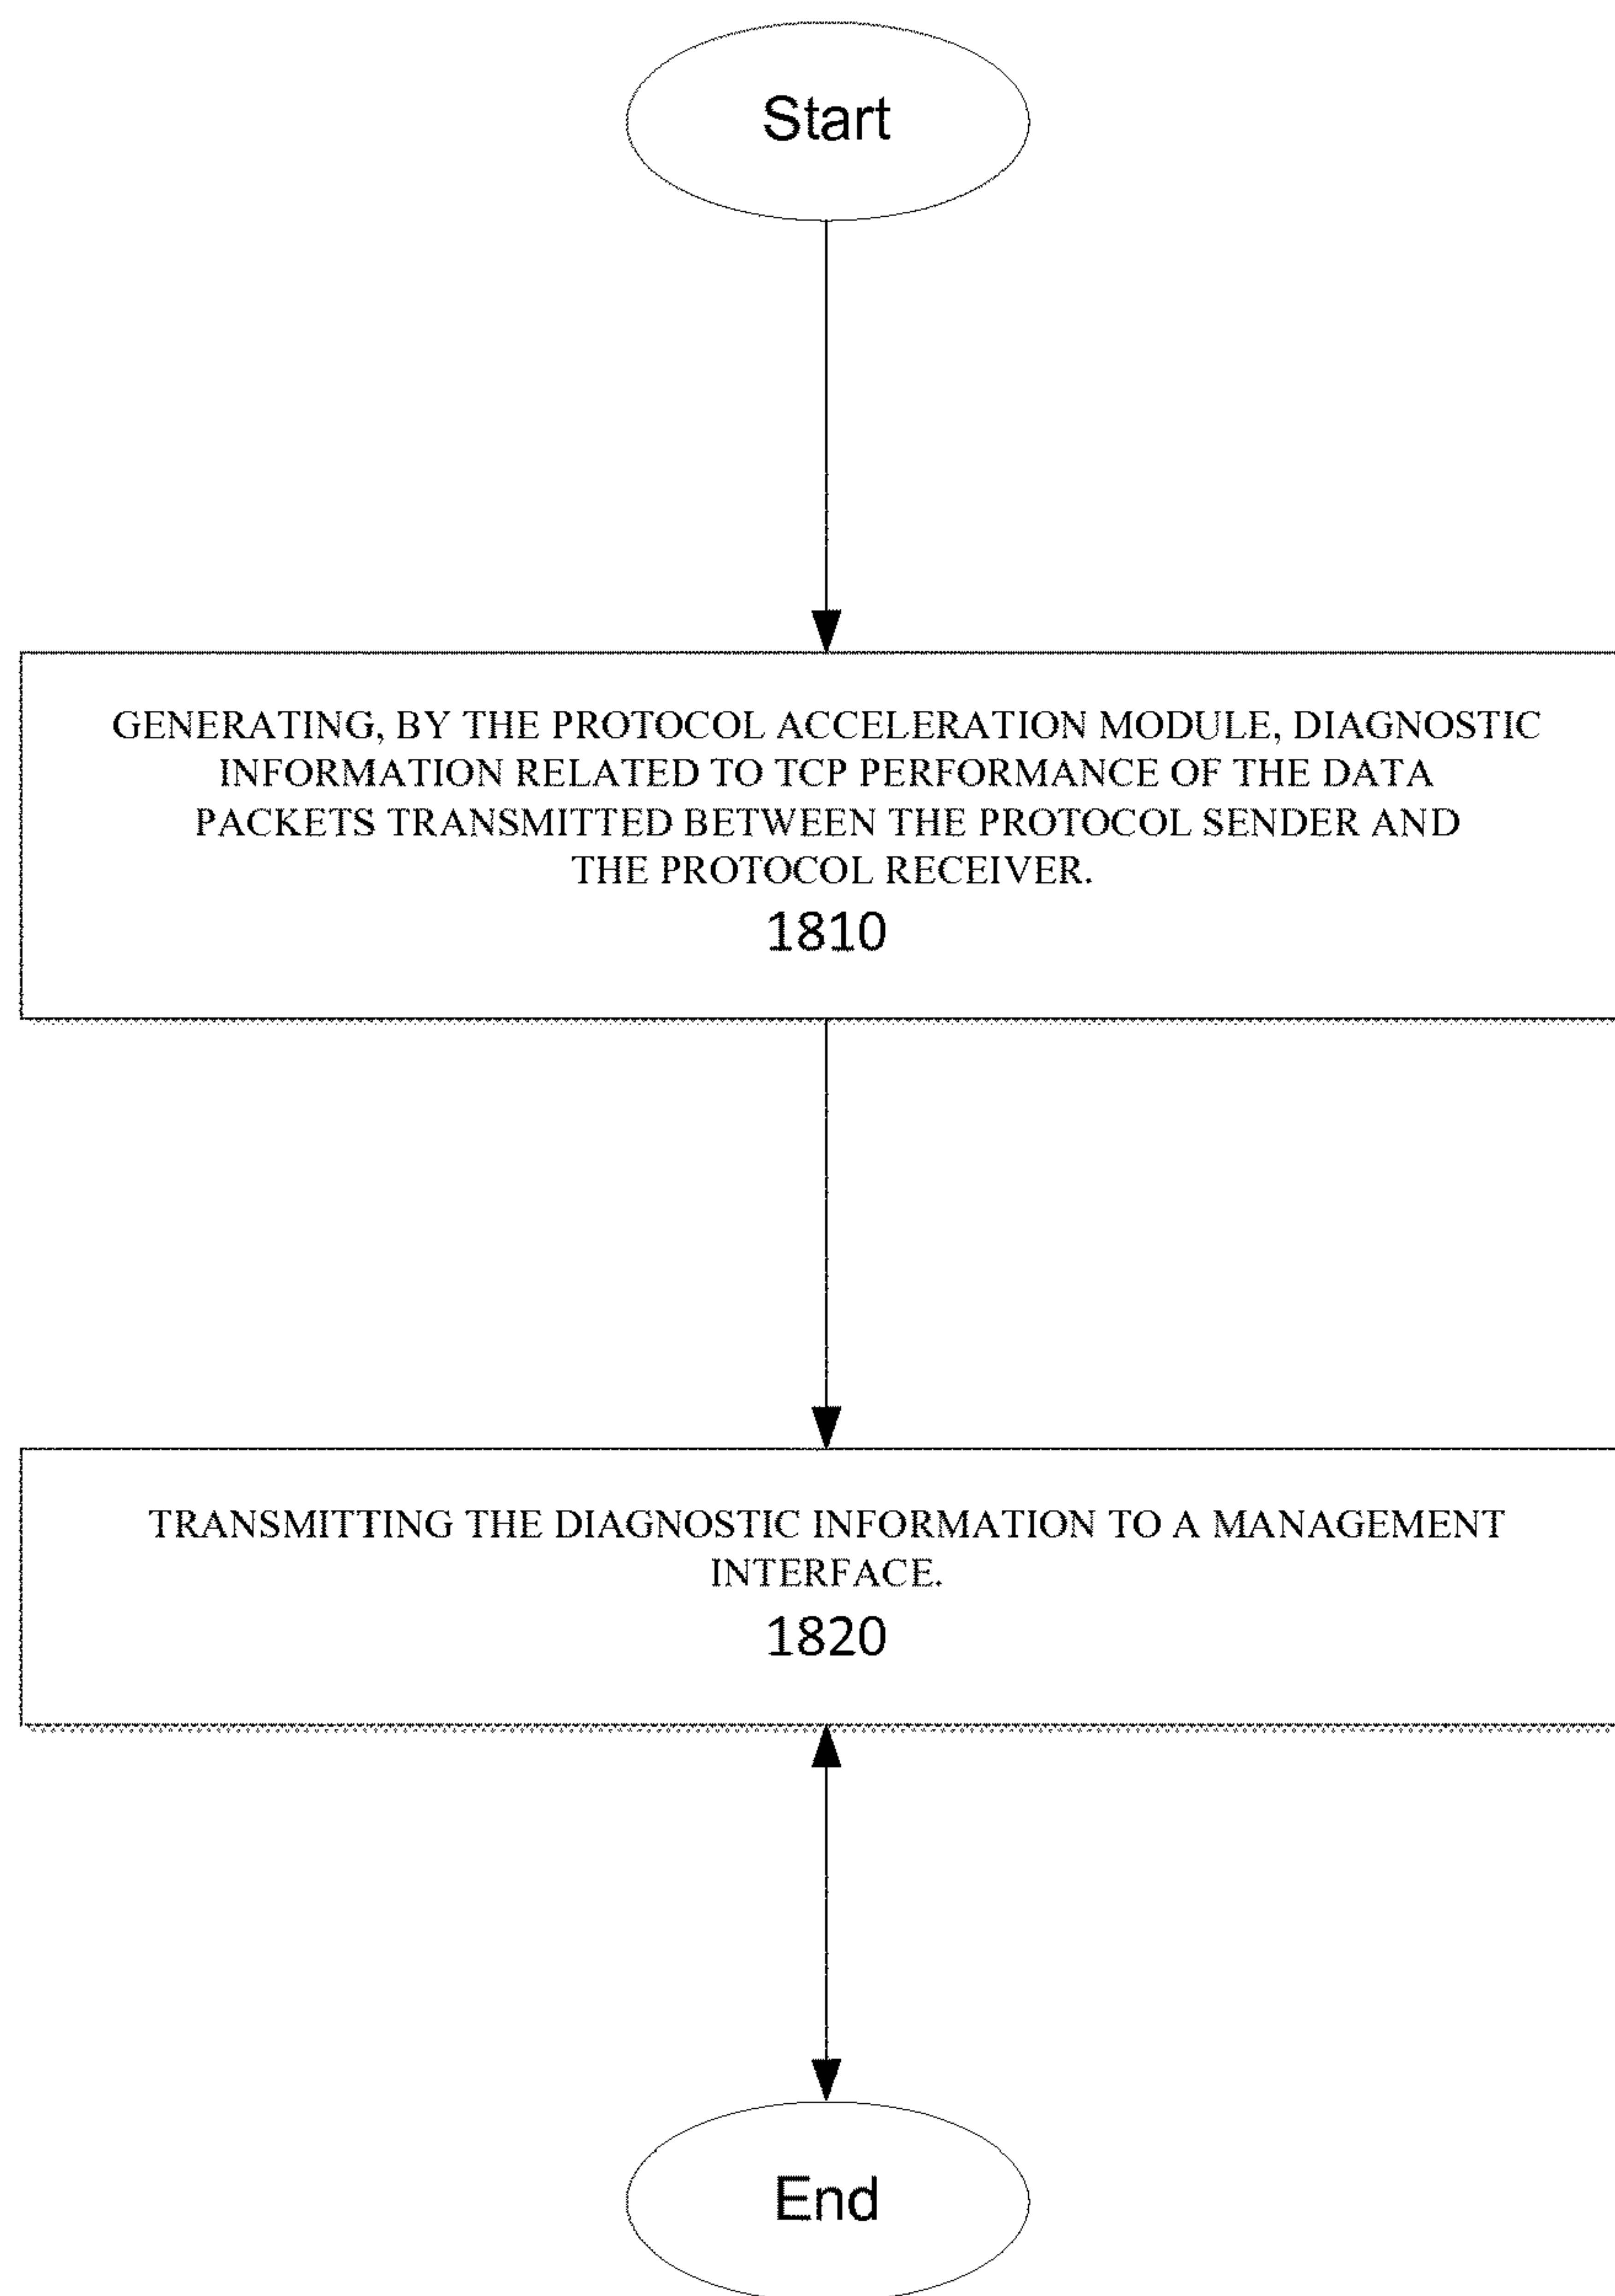 Start
GENERATING, BY THE PROTOCOL ACCELERATION MODULE, DIAGNOSTIC
INFORMATION RELATED TO TCP PERFORMANCE OF THE DATA
PACKETS TRANSMITTED BETWEEN THE PROTOCOL SENDER AND
THE PROTOCOL RECEIVER.
1810
TRANSMITTING THE DIAGNOSTIC INFORMATION TO A MANAGEMENT
INTERFACE.
1820
End